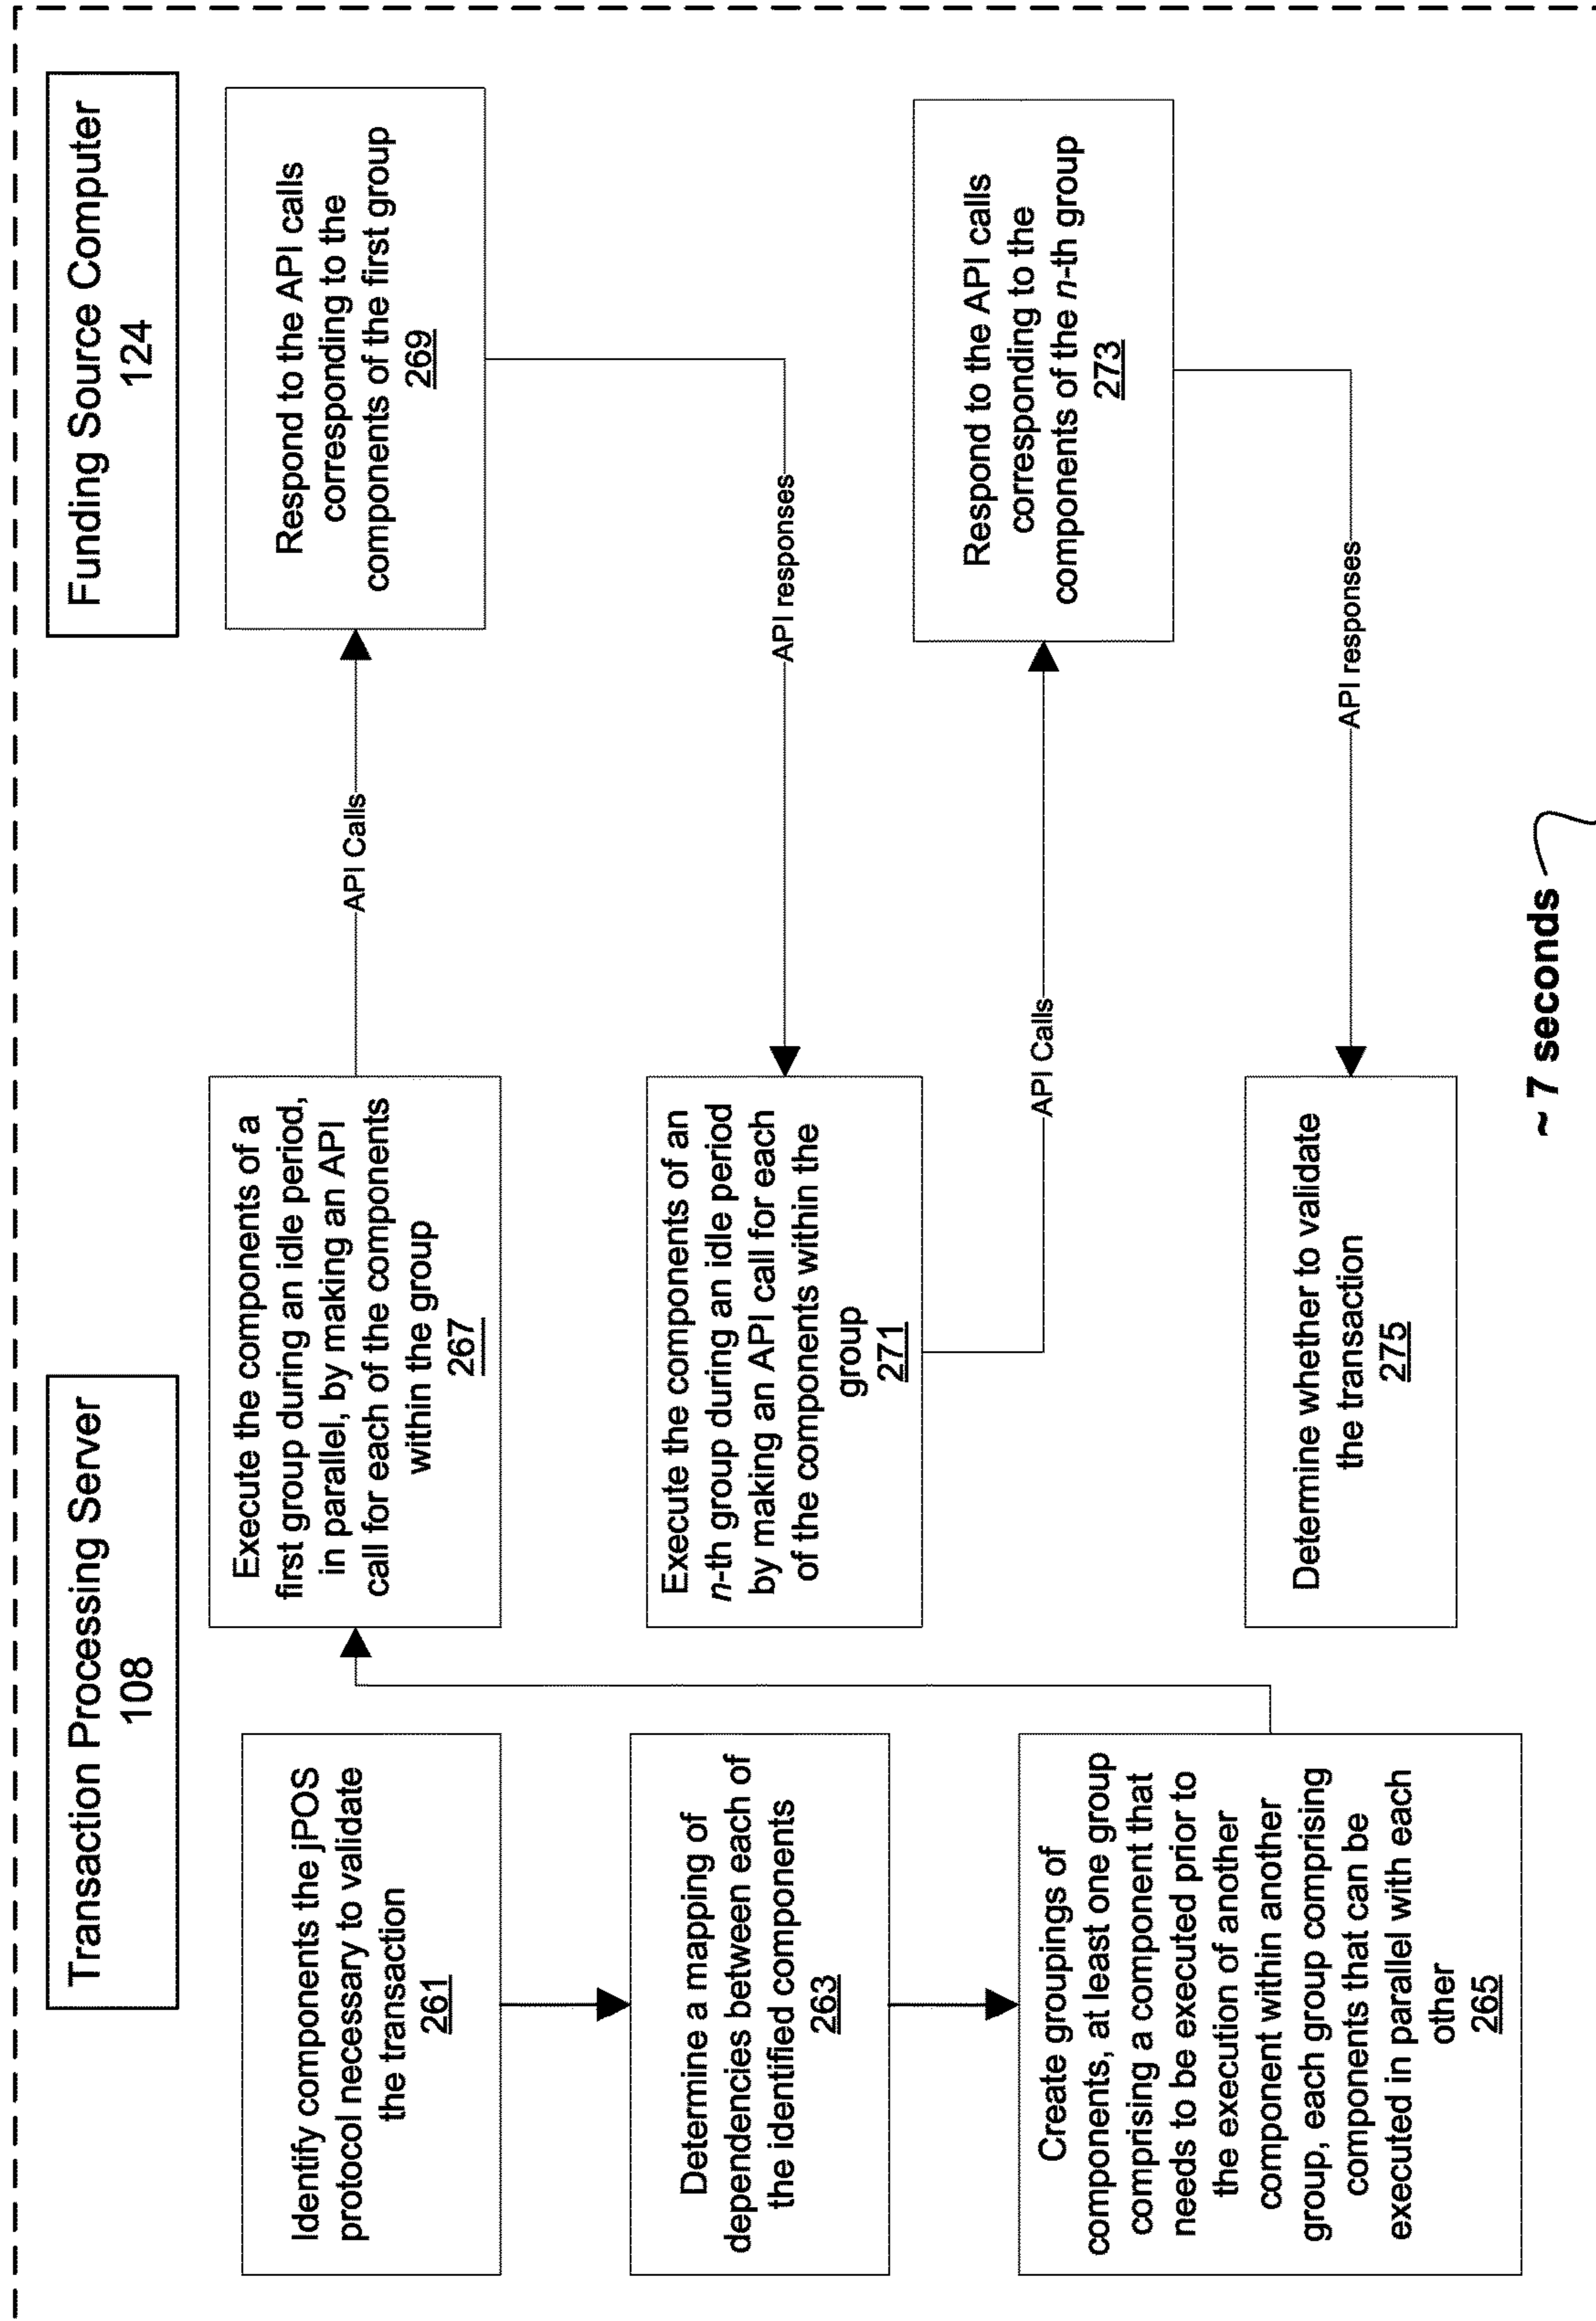 Transaction Processing Server
108
Funding Source Computer
124
Identify components the jPOS
protocol necessary to validate
the transaction
261
Determine a mapping of
dependencies between each of
the identified components
263
Create groupings of
components, at least one group
comprising a component that
needs to be executed prior to
the execution of another
component within another
group, each group comprising
components that can be
executed in parallel with each
other
265
Execute the components of a
first group during an idle period,
in parallel, by making an API
call for each of the components
within the group
267
API Calls
Respond to the API calls
corresponding to the
components of the first group
269
API responses
Execute the components of an
n-th group during an idle period
by making an API call for each
of the components within the
group
271
API Calls
Respond to the API calls
corresponding to the
components of the n-th group
273
API responses
Determine whether to validate
the transaction
275
~ 7 seconds